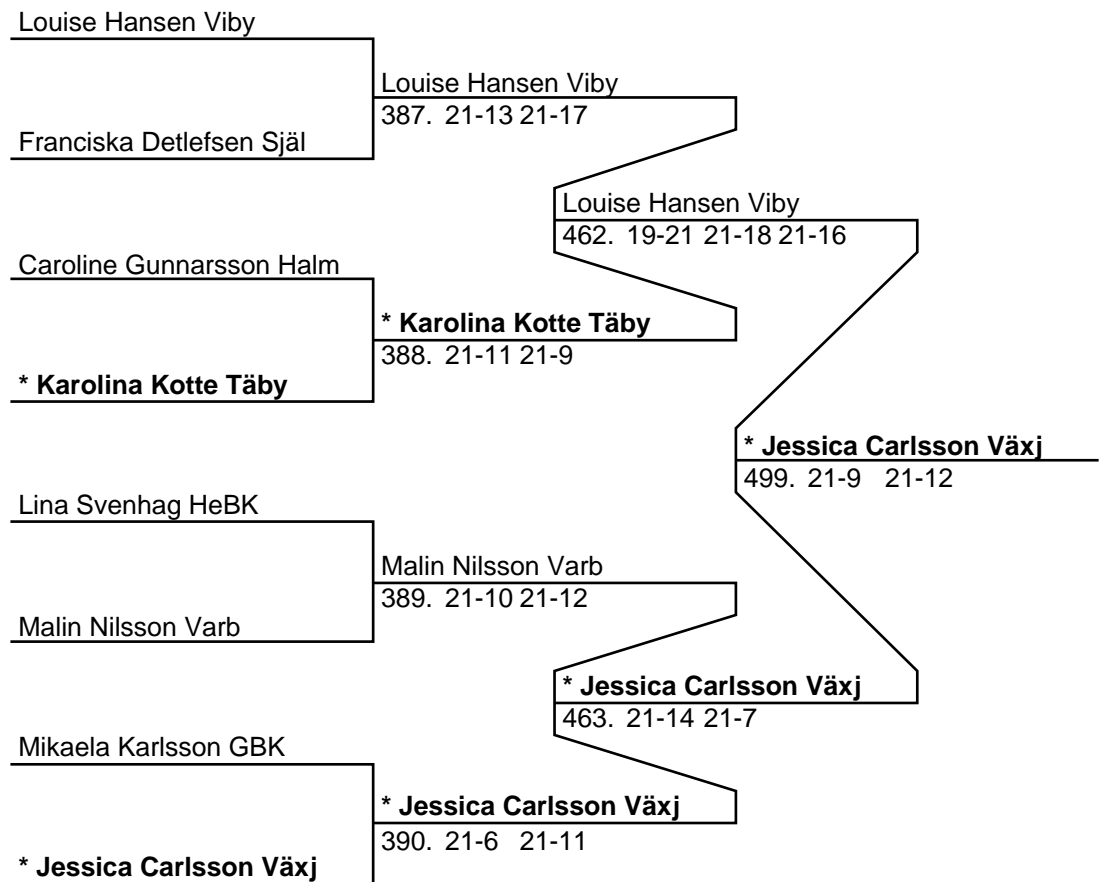 Louise Hansen Viby
Louise Hansen Viby
387. 21-13 21-17
Franciska Detlefsen Själ
Louise Hansen Viby
462. 19-21 21-18 21-16
Caroline Gunnarsson Halm
* Karolina Kotte Täby
388. 21-11 21-9
* Karolina Kotte Täby
* Jessica Carlsson Växj
499. 21-9 21-12
Lina Svenhag HeBK
Malin Nilsson Varb
389. 21-10 21-12
Malin Nilsson Varb
* Jessica Carlsson Växj
463. 21-14 21-7
Mikaela Karlsson GBK
* Jessica Carlsson Växj
390. 21-6 21-11
* Jessica Carlsson Växj